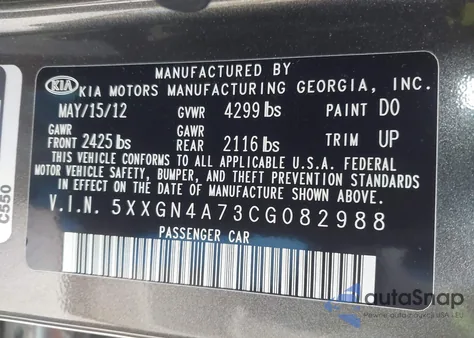 MANUFACTURED BY
KIA KIA MOTORS MANUFACTURING GEORGIA, INC.
MAY/15/12 GVWR 4299 lbs PAINT D0
GAWR FRONT 2425 lbs GAWR REAR 2116 lbs TRIM UP
THIS VEHICLE CONFORMS TO ALL APPLICABLE U.S.A. FEDERAL
MOTOR VEHICLE SAFETY, BUMPER, AND THEFT PREVENTION STANDARDS
IN EFFECT ON THE DATE OF MANUFACTURE SHOWN ABOVE.
V.I.N. 5XXGN4A73CG082988
PASSENGER CAR
C550
autoSnap